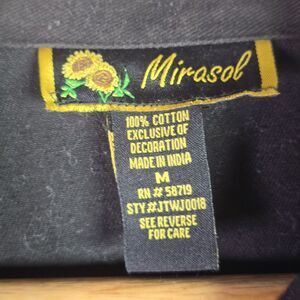 Mirasol
100% COTTON
EXCLUSIVE OF
DECORATION
MADE IN INDIA
M
RN # 58719
STY#JTWJ0018
SEE REVERSE
FOR CARE